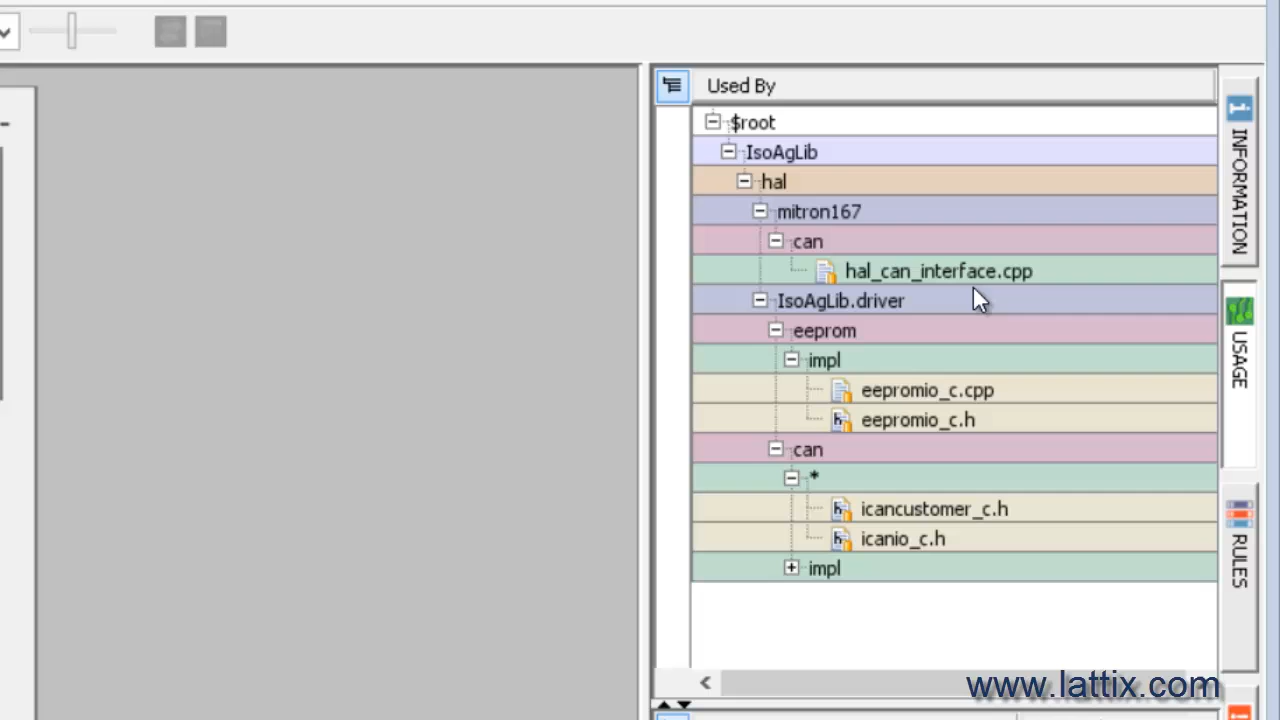 Used By
$root
IsoAgLib
hal
mitron167
can
hal_can_interface.cpp
IsoAgLib.driver
eeprom
impl
eepromio_c.cpp
eepromio_c.h
can
*
icancustomer_c.h
icanio_c.h
impl
INFORMATION
USAGE
RULES
www.lattix.com